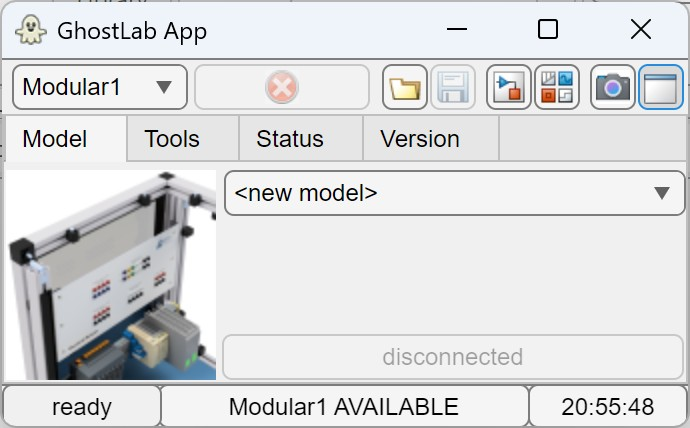 GhostLab App
Modular1
Model Tools Status Version
<new model>
disconnected
ready Modular1 AVAILABLE 20:55:48